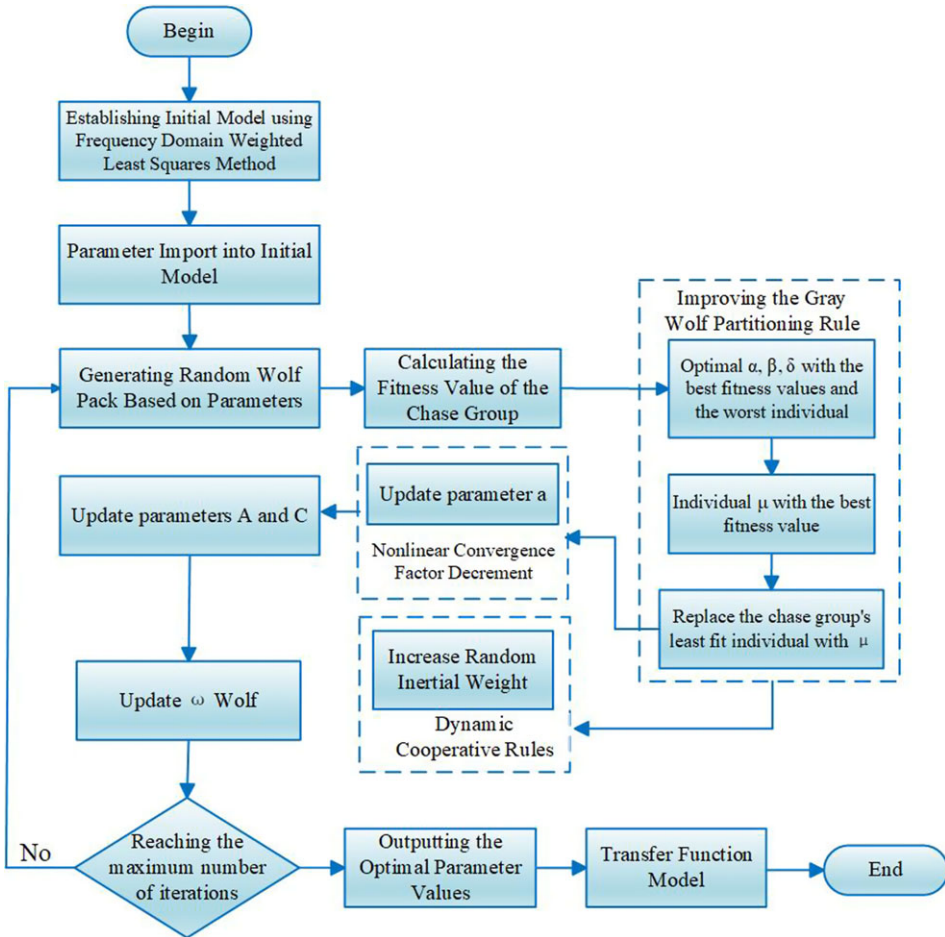 Begin
Establishing Initial Model using
Frequency Domain Weighted
Least Squares Method
Parameter Import into Initial
Model
Generating Random Wolf
Pack Based on Parameters
Calculating the
Fitness Value of the
Chase Group
Improving the Gray
Wolf Partitioning Rule
Optimal α, β, δ with the
best fitness values and
the worst individual
Individual μ with the best
fitness value
Replace the chase group's
least fit individual with μ
Update parameter a
Nonlinear Convergence
Factor Decrement
Update parameters A and C
Increase Random
Inertial Weight
Dynamic
Cooperative Rules
Update ω Wolf
Reaching the
maximum number
of iterations
No
Outputting the
Optimal Parameter
Values
Transfer Function
Model
End